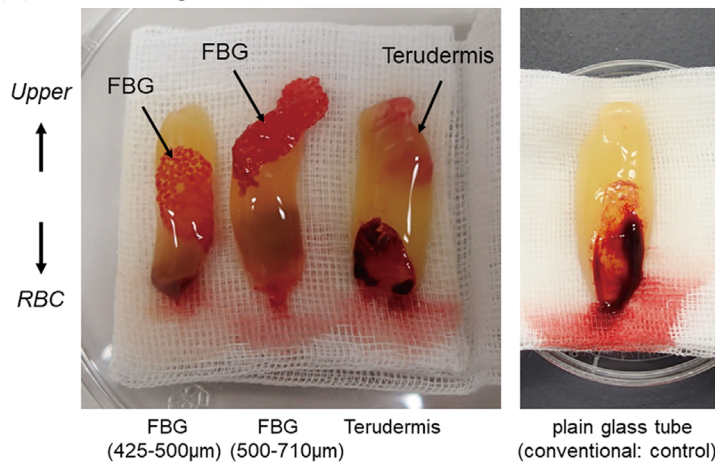 Upper
RBC
FBG
FBG
Terudermis
FBG
(425-500μm)
FBG
(500-710μm)
Terudermis
plain glass tube
(conventional: control)